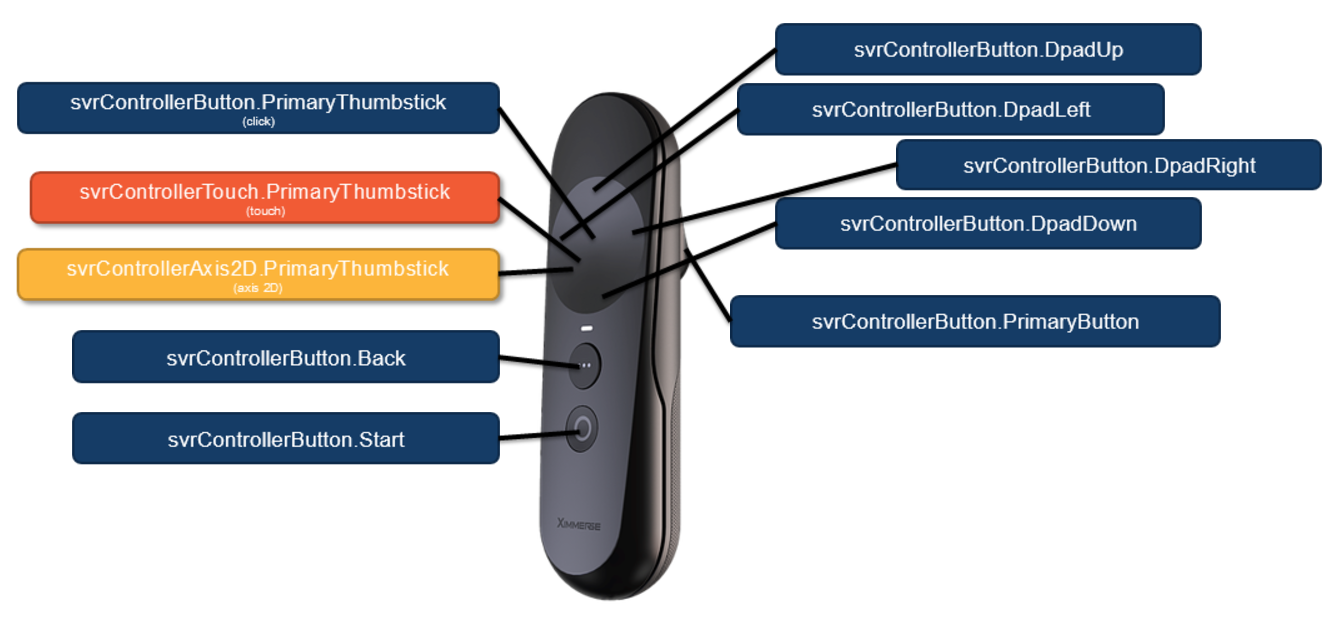 svrControllerButton.PrimaryThumbstick
(click)
svrControllerTouch.PrimaryThumbstick
(touch)
svrControllerAxis2D.PrimaryThumbstick
(axis 2D)
svrControllerButton.Back
svrControllerButton.Start
svrControllerButton.DpadUp
svrControllerButton.DpadLeft
svrControllerButton.DpadRight
svrControllerButton.DpadDown
svrControllerButton.PrimaryButton
XIMMERSE